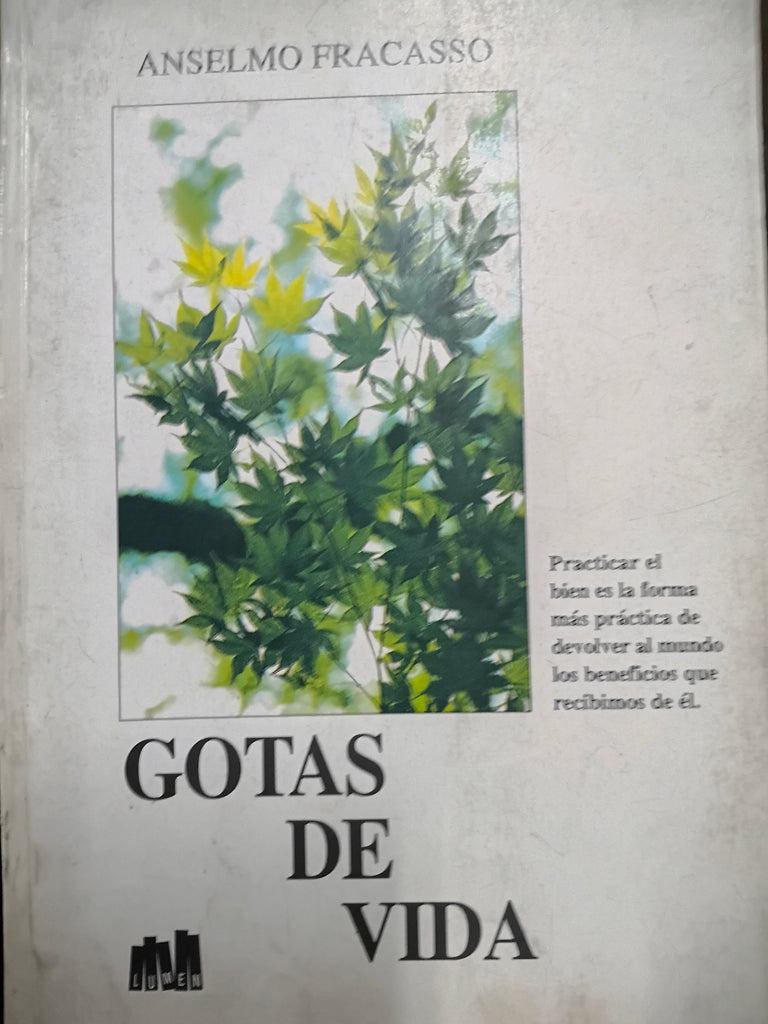 ANSELMO FRACASSO
Practicar el
bien es la forma
más práctica de
devolver al mundo
los beneficios que
recibimos de él.
GOTAS
DE
VIDA
LUMEN